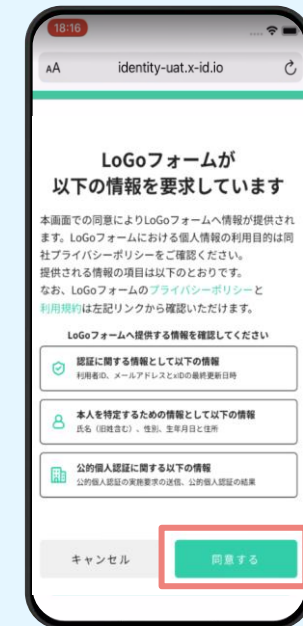 18:16
AA identity-uat.x-id.io
LoGoフォームが
以下の情報を要求しています
本画面での同意によりLoGoフォームへ情報が提供され
ます。LoGoフォームにおける個人情報の利用目的は同
社プライバシーポリシーをご確認ください。
提供される情報の項目は以下のとおりです。
なお、LoGoフォームのプライバシーポリシーと
利用規約は左記リンクから確認いただけます。
LoGoフォームへ提供する情報を確認してください
認証に関する情報として以下の情報
利用者ID、メールアドレスとxIDの最終更新日時
本人を特定するための情報として以下の情報
氏名（旧姓含む）、性別、生年月日と住所
公的個人認証に関する以下の情報
公的個人認証の実施要求の送信、公的個人認証の結果
キャンセル 同意する